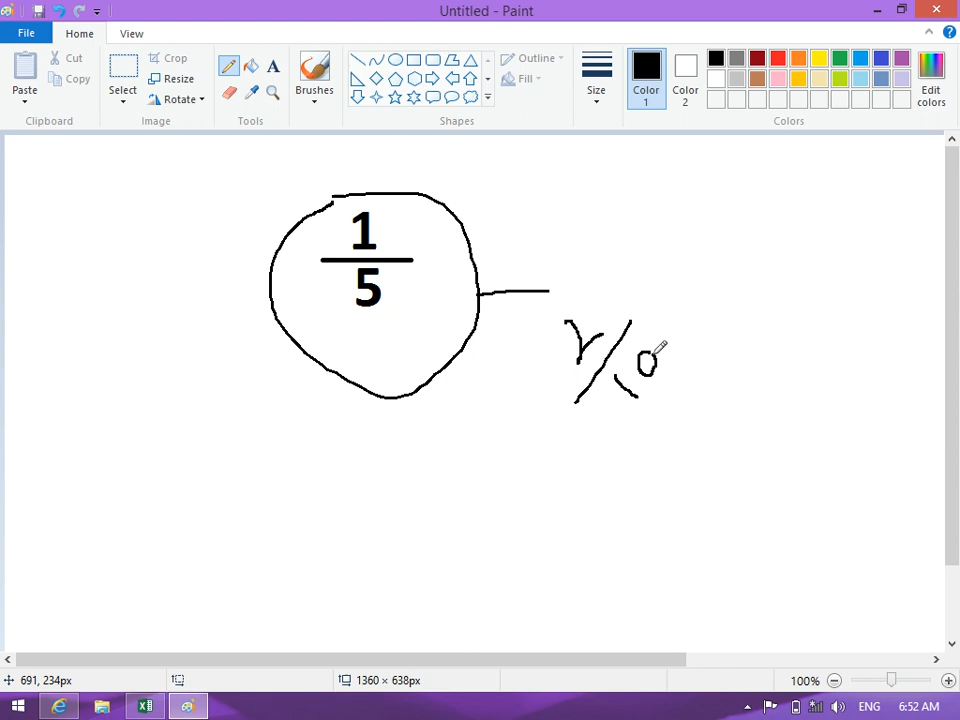 Untitled - Paint
File Home View
Paste
Cut
Copy
Clipboard
Select
Crop
Resize
Rotate
Image
A
Tools
Brushes
Outline
Fill
Shapes
Size
Color 1
Color 2
Edit colors
Colors
1
5
691, 234px
1360 × 638px
100%
ENG 6:52 AM